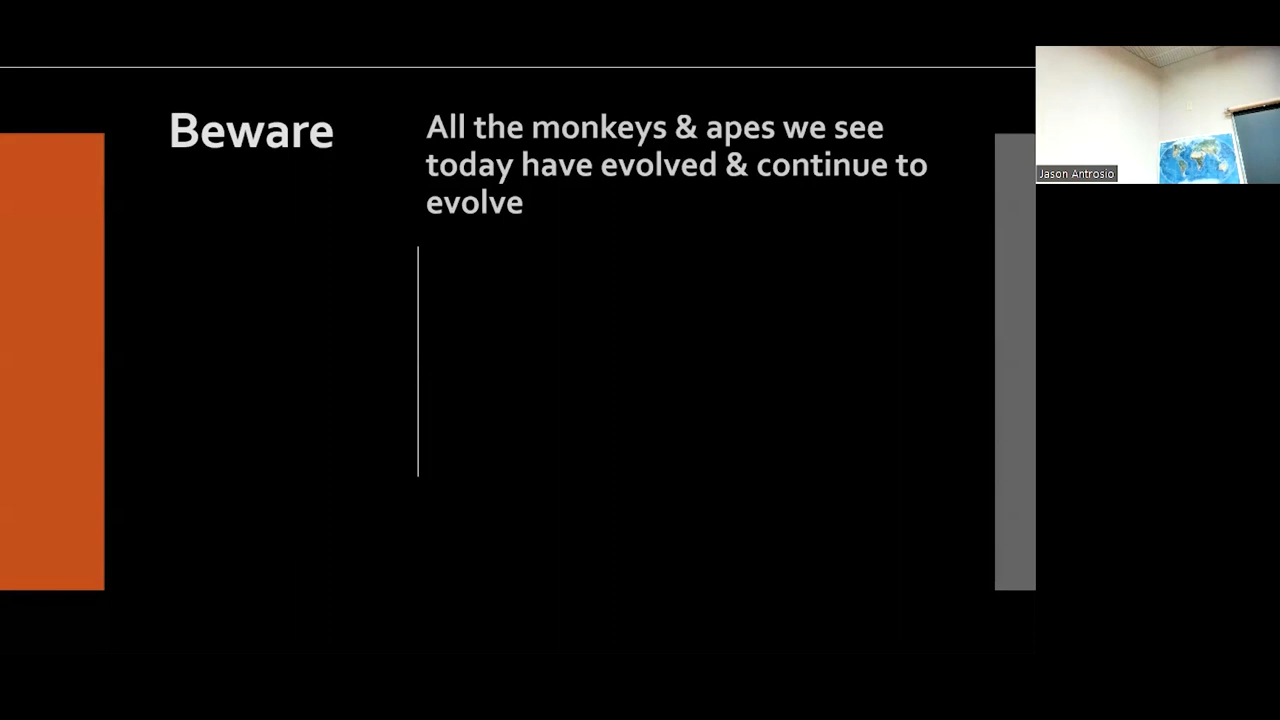 Beware
All the monkeys & apes we see
today have evolved & continue to
evolve
Jason Antrosio